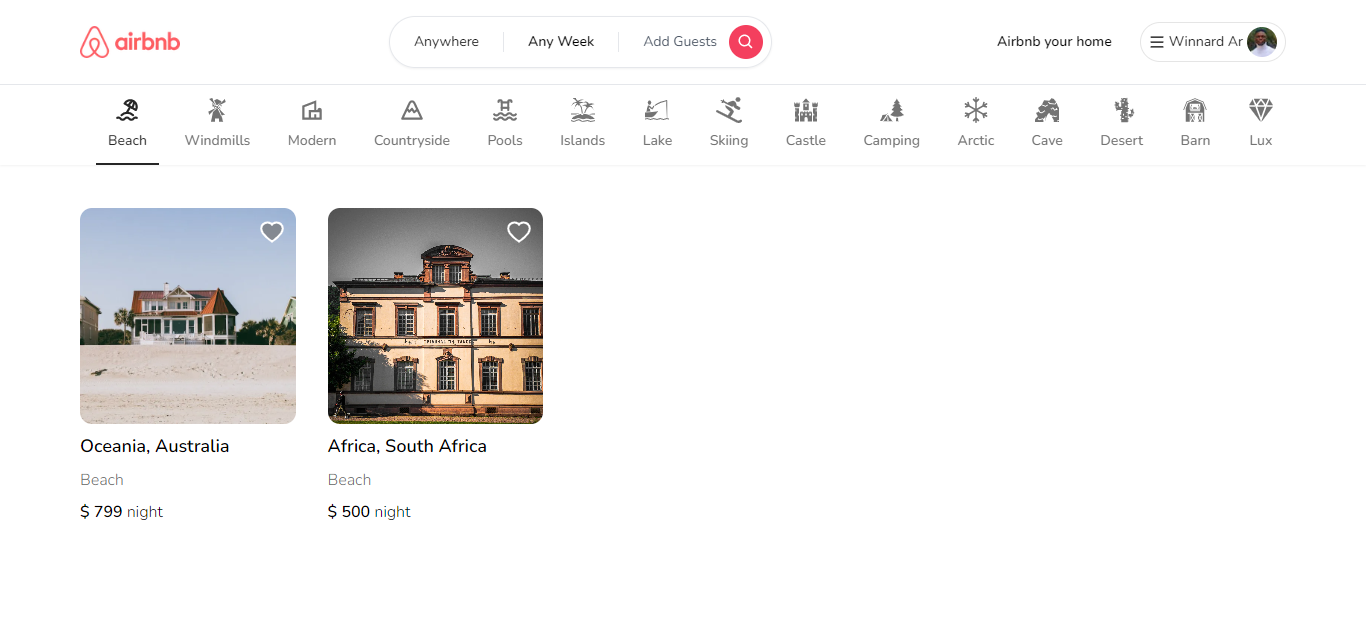 airbnb
Anywhere
Any Week
Add Guests
Airbnb your home
Winnard Ar
Beach
Windmills
Modern
Countryside
Pools
Islands
Lake
Skiing
Castle
Camping
Arctic
Cave
Desert
Barn
Lux
Oceania, Australia
Beach
$ 799 night
Africa, South Africa
Beach
$ 500 night